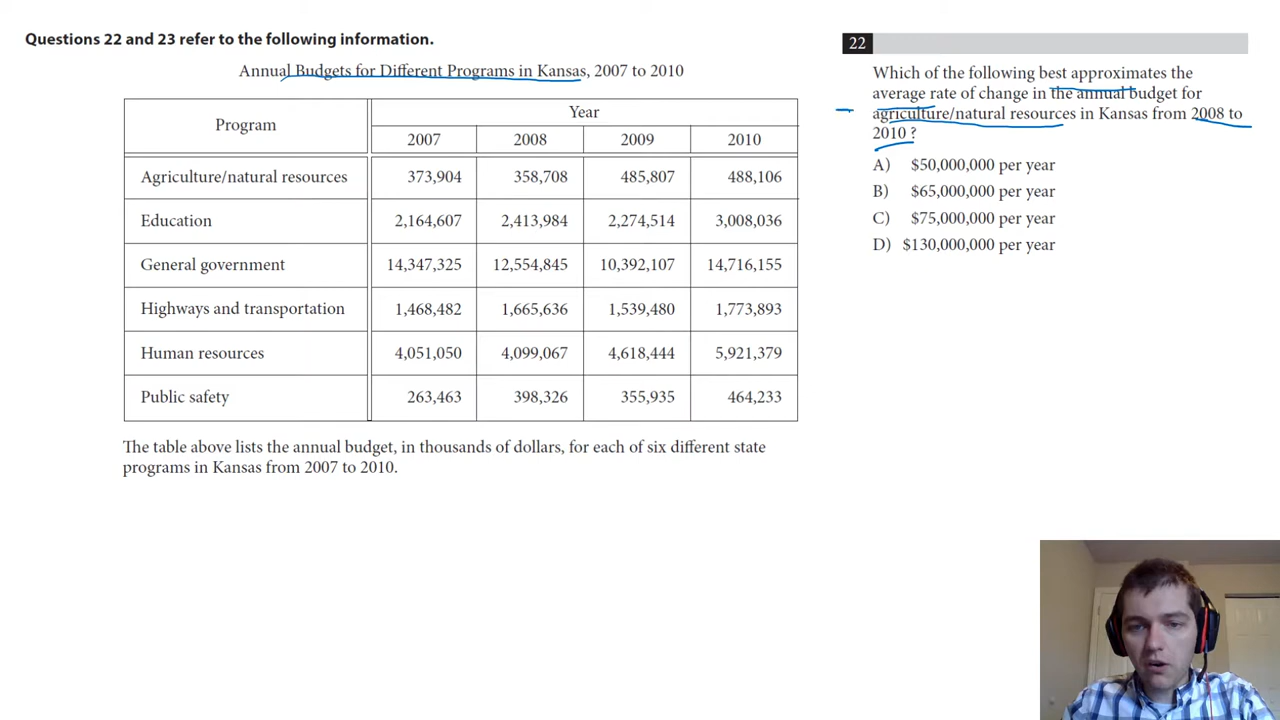 Questions 22 and 23 refer to the following information.
Annual Budgets for Different Programs in Kansas, 2007 to 2010
Program
Year
2007 2008 2009 2010
Agriculture/natural resources 373,904 358,708 485,807 488,106
Education 2,164,607 2,413,984 2,274,514 3,008,036
General government 14,347,325 12,554,845 10,392,107 14,716,155
Highways and transportation 1,468,482 1,665,636 1,539,480 1,773,893
Human resources 4,051,050 4,099,067 4,618,444 5,921,379
Public safety 263,463 398,326 355,935 464,233
The table above lists the annual budget, in thousands of dollars, for each of six different state
programs in Kansas from 2007 to 2010.
22
Which of the following best approximates the
average rate of change in the annual budget for
agriculture/natural resources in Kansas from 2008 to
2010 ?
A) $50,000,000 per year
B) $65,000,000 per year
C) $75,000,000 per year
D) $130,000,000 per year